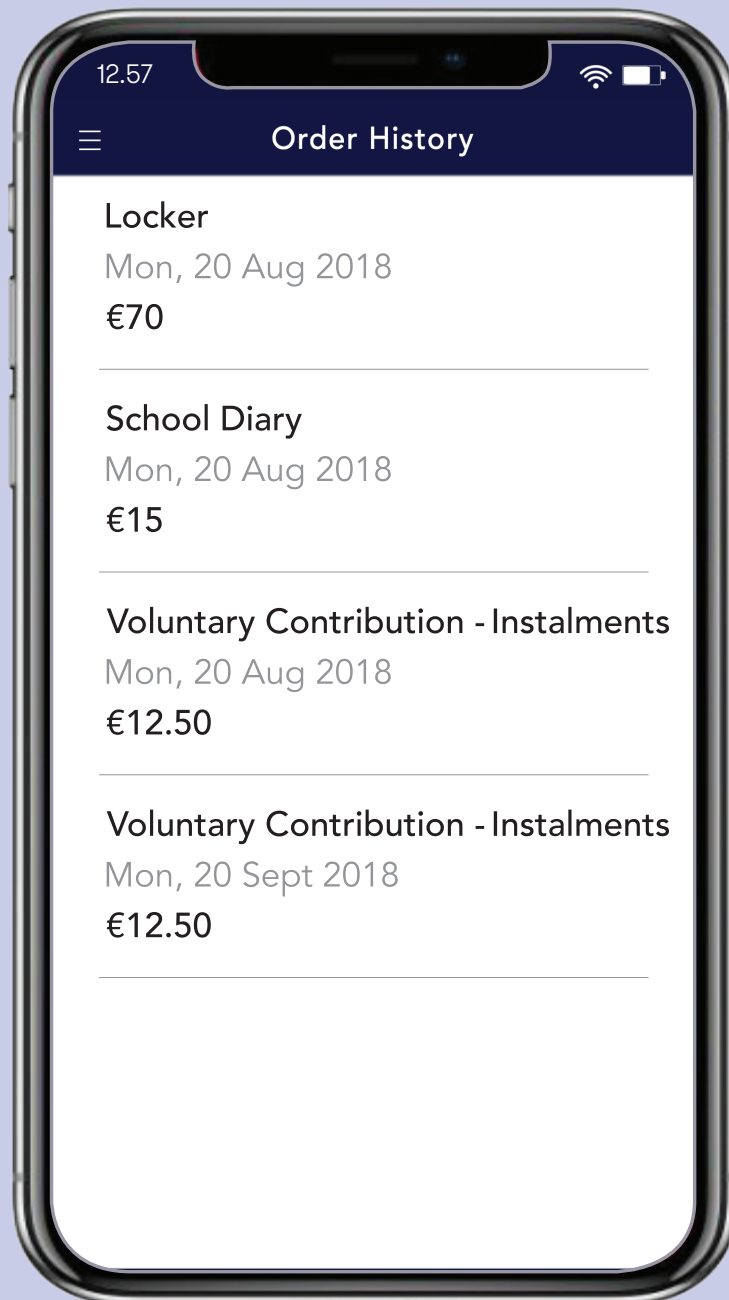 12.57
Order History
Locker
Mon, 20 Aug 2018
€70
School Diary
Mon, 20 Aug 2018
€15
Voluntary Contribution - Instalments
Mon, 20 Aug 2018
€12.50
Voluntary Contribution - Instalments
Mon, 20 Sept 2018
€12.50